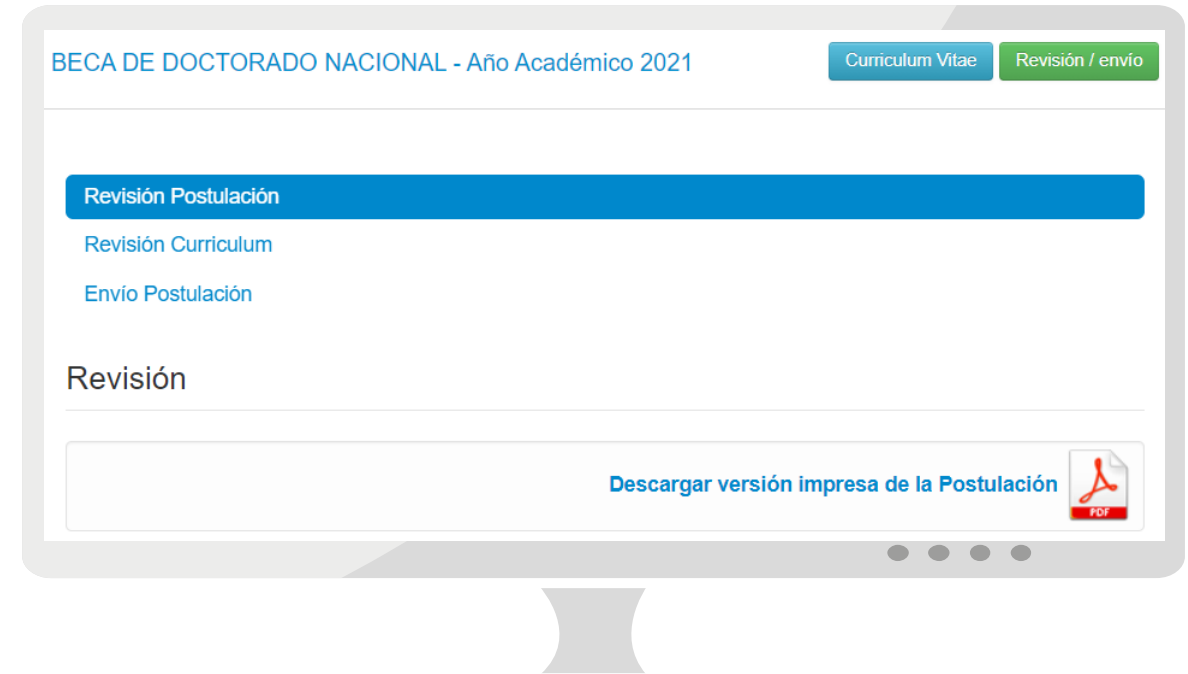 BECA DE DOCTORADO NACIONAL - Año Académico 2021
Curriculum Vitae
Revisión / envío
Revisión Postulación
Revisión Curriculum
Envío Postulación
Revisión
Descargar versión impresa de la Postulación
PDF